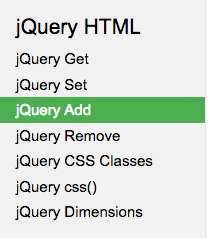 jQuery HTML
jQuery Get
jQuery Set
jQuery Add
jQuery Remove
jQuery CSS Classes
jQuery css()
jQuery Dimensions